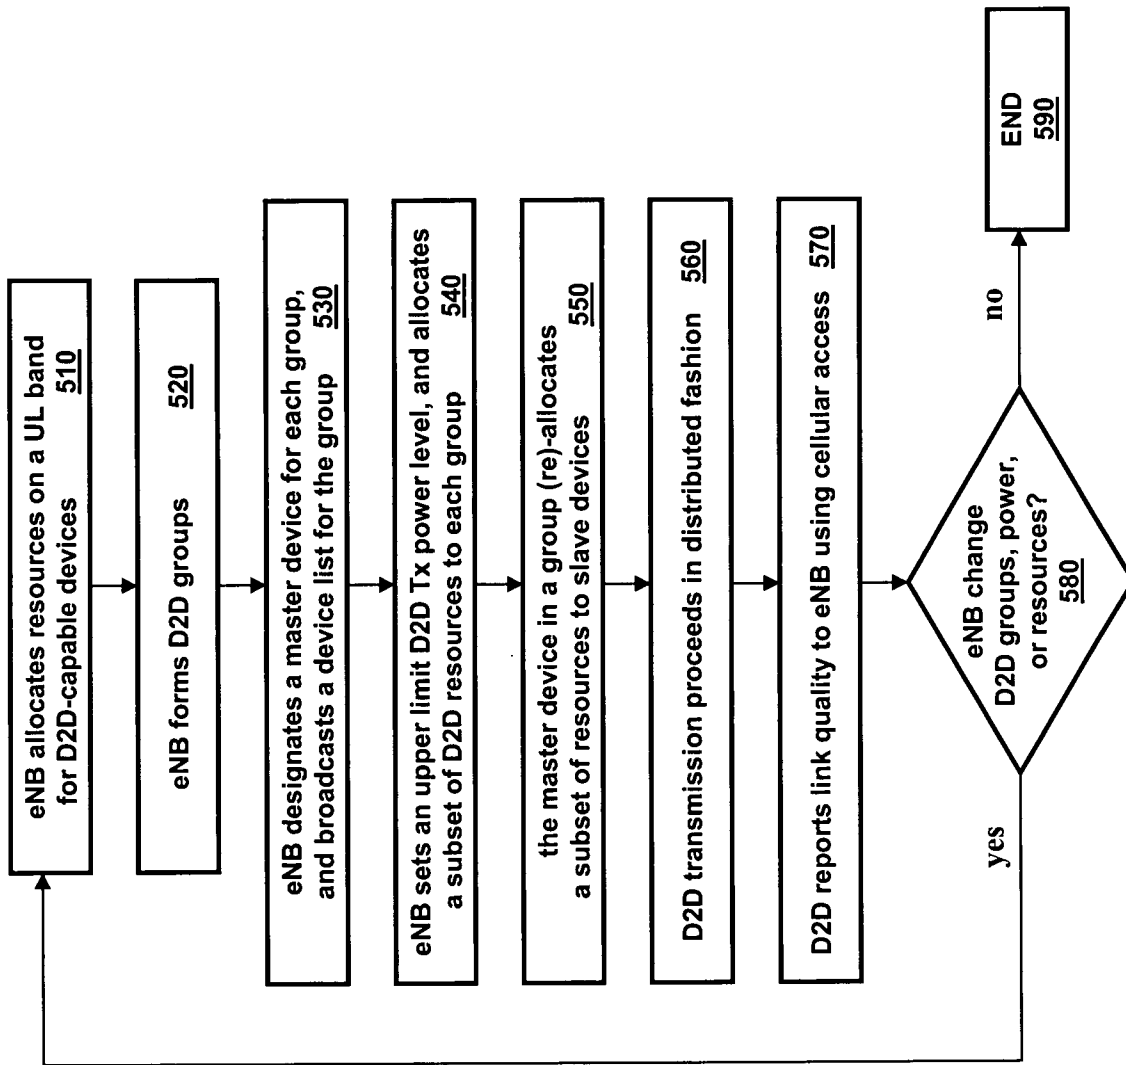 eNB allocates resources on a UL band
for D2D-capable devices 510
eNB forms D2D groups 520
eNB designates a master device for each group,
and broadcasts a device list for the group 530
eNB sets an upper limit D2D Tx power level, and allocates
a subset of D2D resources to each group 540
the master device in a group (re)-allocates
a subset of resources to slave devices 550
D2D transmission proceeds in distributed fashion 560
D2D reports link quality to eNB using cellular access 570
eNB change
D2D groups, power,
or resources?
580
yes
no
END
590